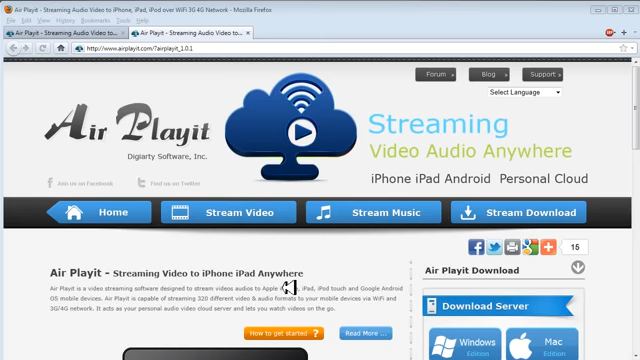 Air Playit - Streaming Audio Video to iPhone, iPad, iPod over WiFi 3G 4G Network - Mozilla Firefox
File Edit View History Bookmarks Tools Help
Air Playit - Streaming Audio Video to...
Air Playit - Streaming Audio Video to...
http://www.airplayit.com/?airplayit_1.0.1
Forum
Blog
Support
Select Language
Air Playit
Digiarty Software, Inc.
Streaming
Video Audio Anywhere
iPhone iPad Android Personal Cloud
Join us on Facebook
Find us on Twitter
Home
Stream Video
Stream Music
Stream Download
15
Air Playit - Streaming Video to iPhone iPad Anywhere
Air Playit is a video streaming software designed to stream videos audios to Apple iPad, iPod touch and Google Android
OS mobile devices. Air Playit is capable of streaming 320 different video & audio formats to your mobile devices via WiFi and
3G/4G network. It acts as your personal audio video cloud server and lets you watch videos on the go.
How to get started
Read More ...
Air Playit Download
Download Server
Windows
Edition
Mac
Edition